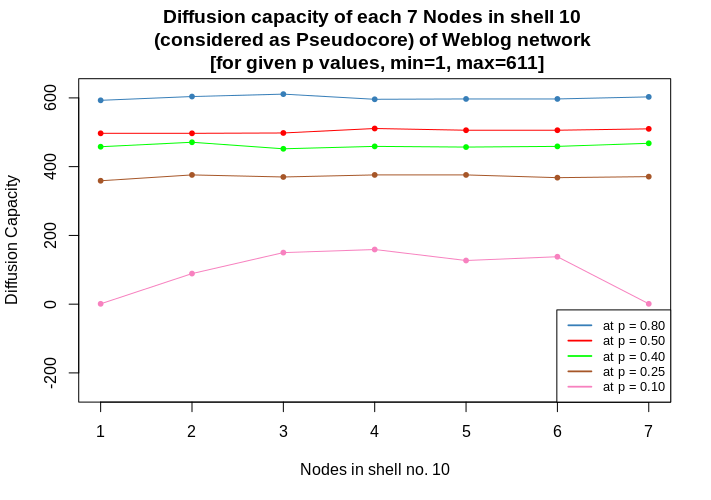 Diffusion capacity of each 7 Nodes in shell 10
(considered as Pseudocore) of Weblog network
[for given p values, min=1, max=611]
Diffusion Capacity
600
400
200
0
-200
at p = 0.80
at p = 0.50
at p = 0.40
at p = 0.25
at p = 0.10
1 2 3 4 5 6 7
Nodes in shell no. 10